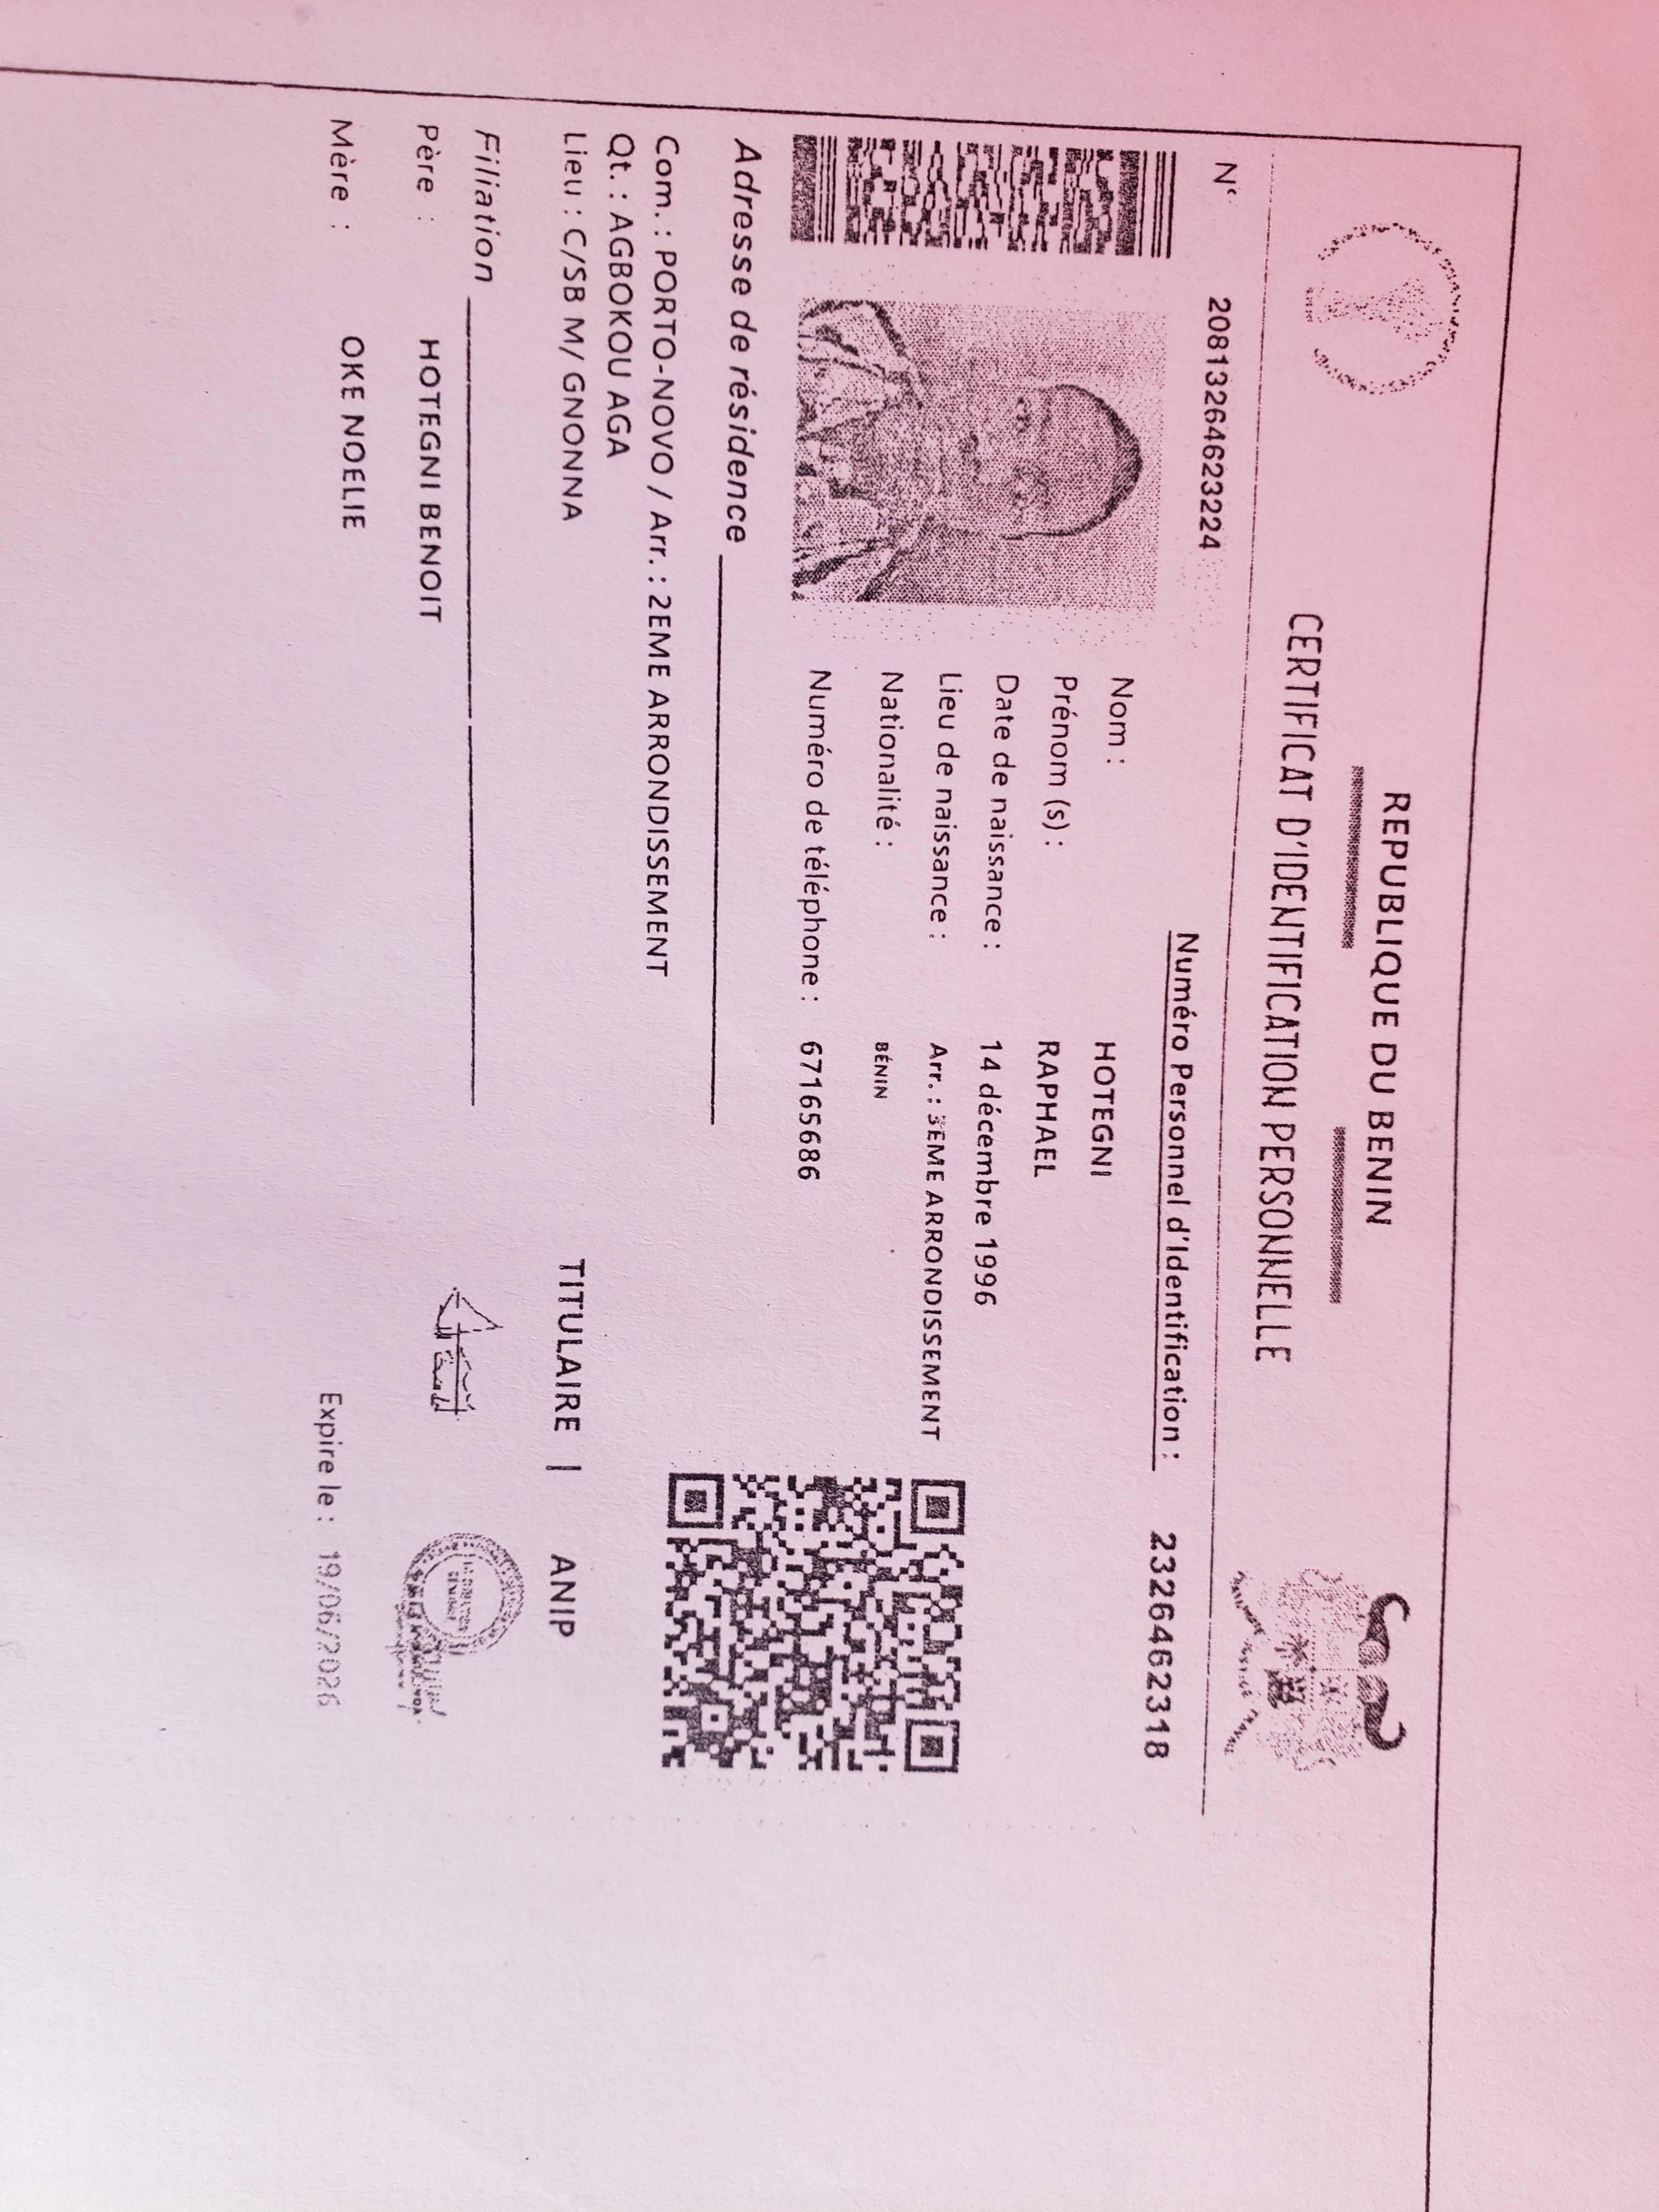 REPUBLIQUE DU BENIN
CERTIFICAT D'IDENTIFICATION PERSONNELLE
N° 20813264623224
Numéro Personnel d'Identification : 2326462318
Nom : HOTEGNI
Prénom (s) : RAPHAEL
Date de naissance : 14 décembre 1996
Lieu de naissance : Arr. : 3EME ARRONDISSEMENT
Nationalité : BÉNIN
Numéro de téléphone : 67165686
Adresse de résidence
Com. : PORTO-NOVO / Arr. : 2EME ARRONDISSEMENT
Qt. : AGBOKOU AGA
Lieu : C/SB M/ GNONNA
TITULAIRE | ANIP
Filiation
Père : HOTEGNI BENOIT
Mère : OKE NOELIE
Expire le : 19/06/2026